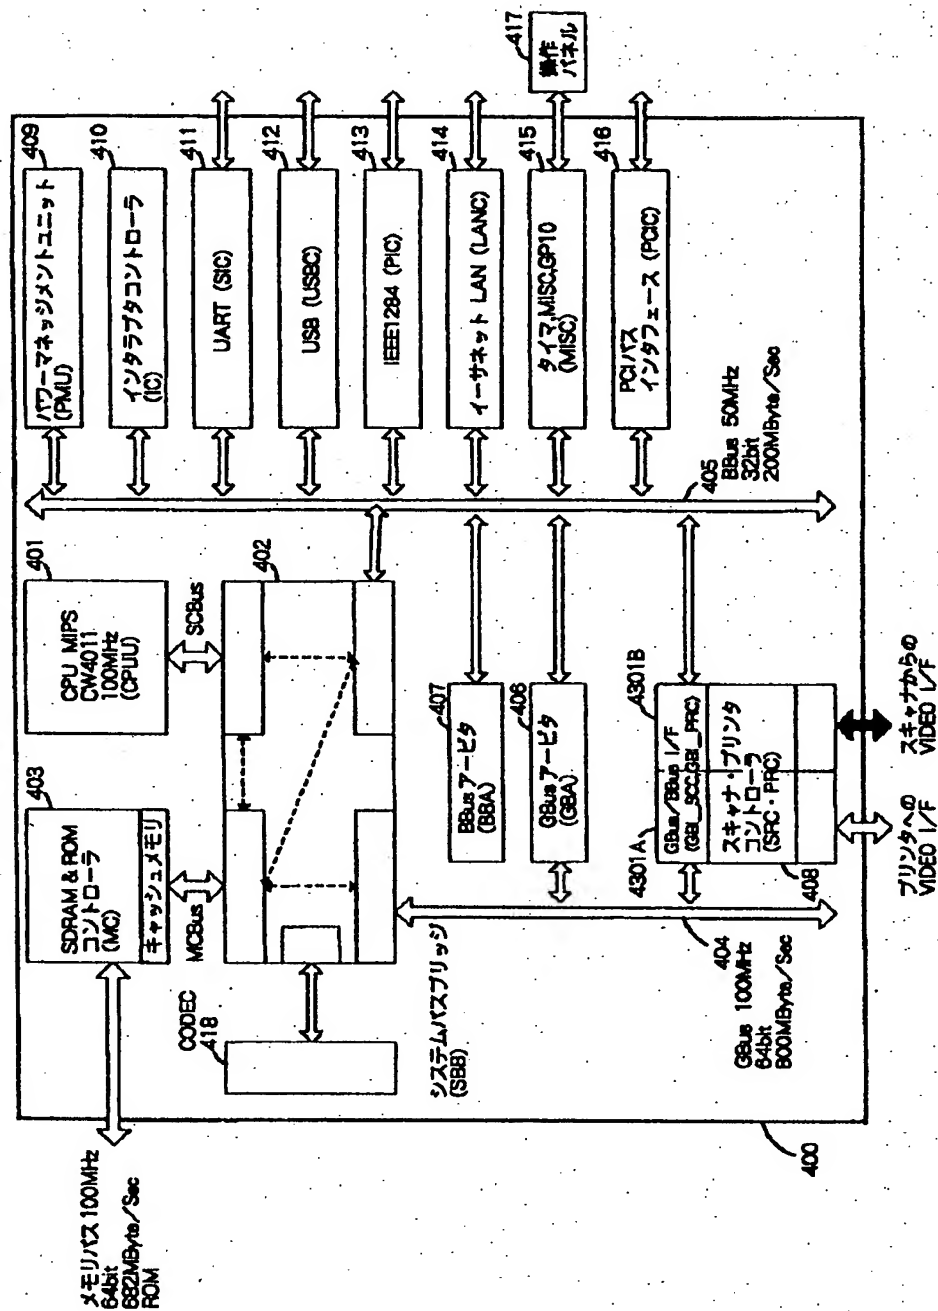 417
操作
パネル
409
パワーマネッジメントユニット
(PMU)
410
インタラプタコントローラ
(IC)
411
UART (SIC)
412
USB (USBC)
413
IEEE1284 (PIC)
414
イーサネット LAN (LANC)
415
タイマ,MISC,GP10
(MISC)
416
PCIバス
インタフェース (PCIC)
405
BBus 50MHz
32bit
200MByte/Sec
401
CPU MIPS
CW4011
100MHz
(CPUU)
SCBus
402
403
SDRAM & ROM
コントローラ
(MC)
キャッシュメモリ
MCBus
メモリバス 100MHz
64bit
682MByte/Sec
ROM
CODEC
418
システムバスブリッジ
(SBB)
407
BBus アービタ
(BBA)
406
GBus アービタ
(GBA)
4301A
4301B
GBus/BBus I/F
(GBI_SCC,GBI_PRC)
スキャナ・プリンタ
コントローラ
(SRC・PRC)
408
404
GBus 100MHz
64bit
800MByte/Sec
400
プリンタへの
VIDEO I/F
スキャナからの
VIDEO I/F